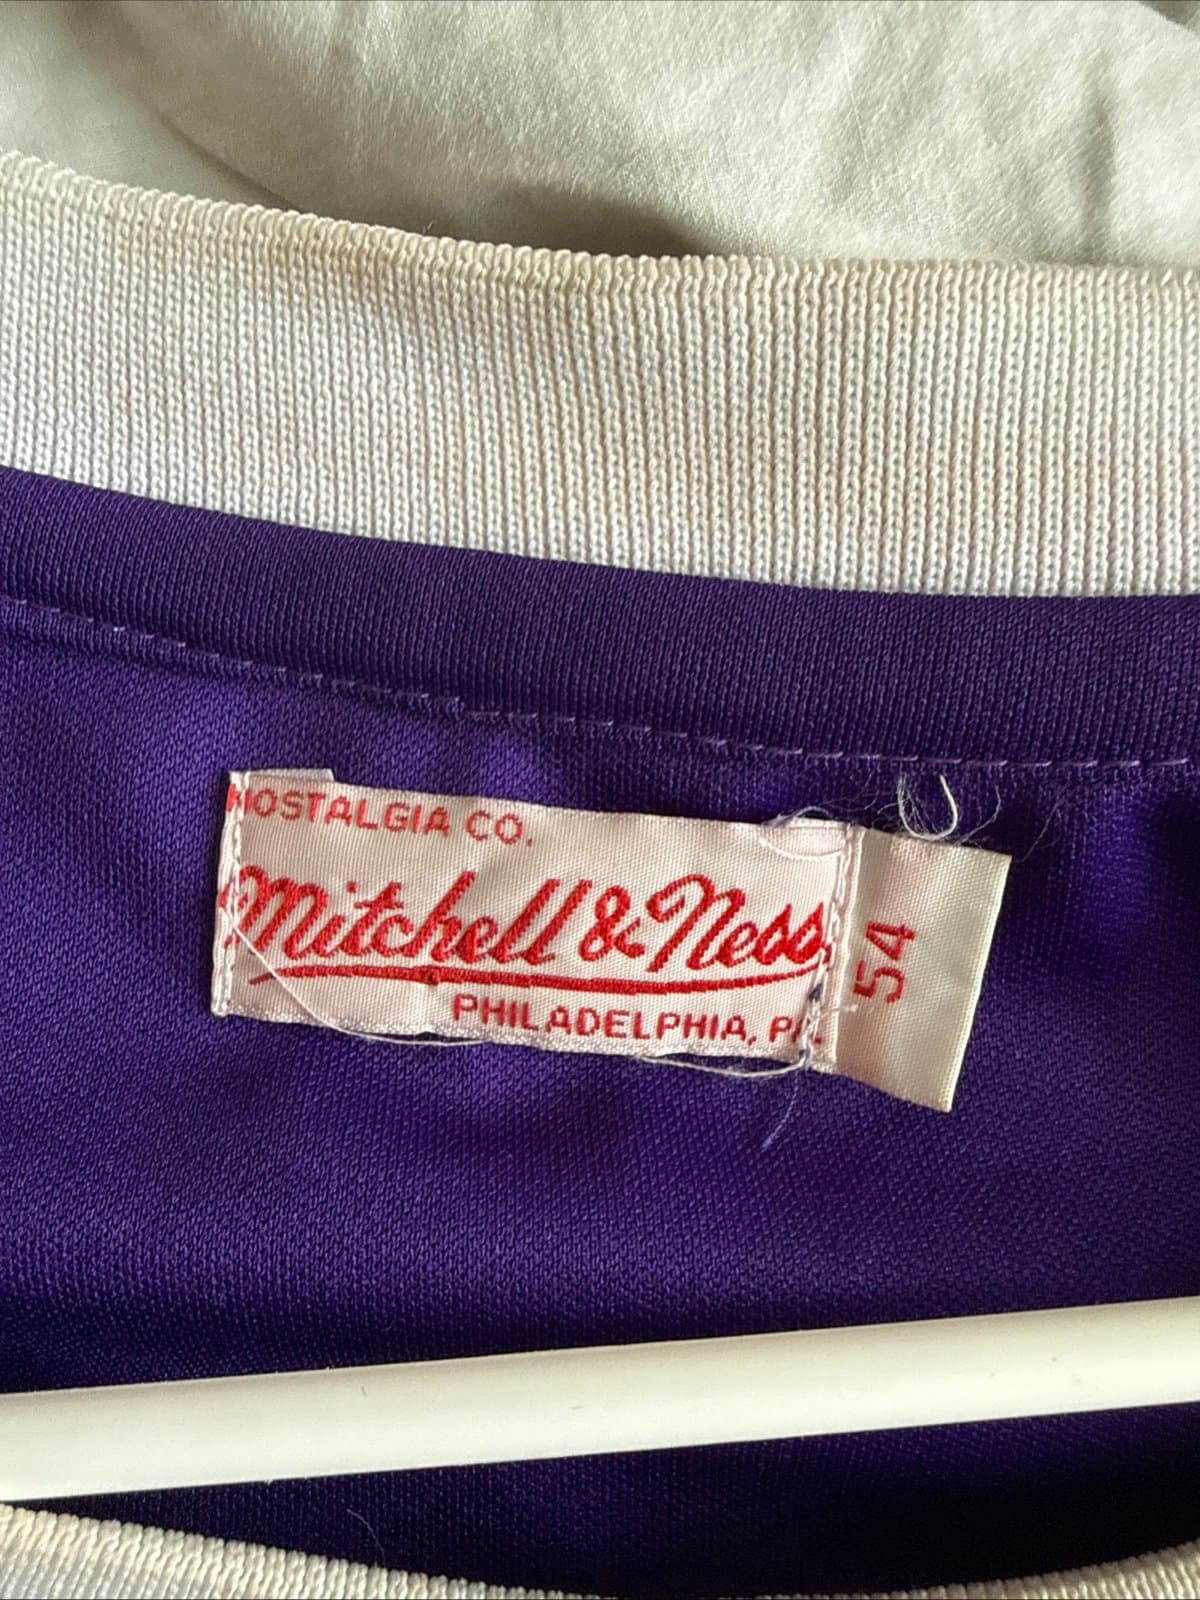 NOSTALGIA CO.
Mitchell & Ness
PHILADELPHIA, PA.
54